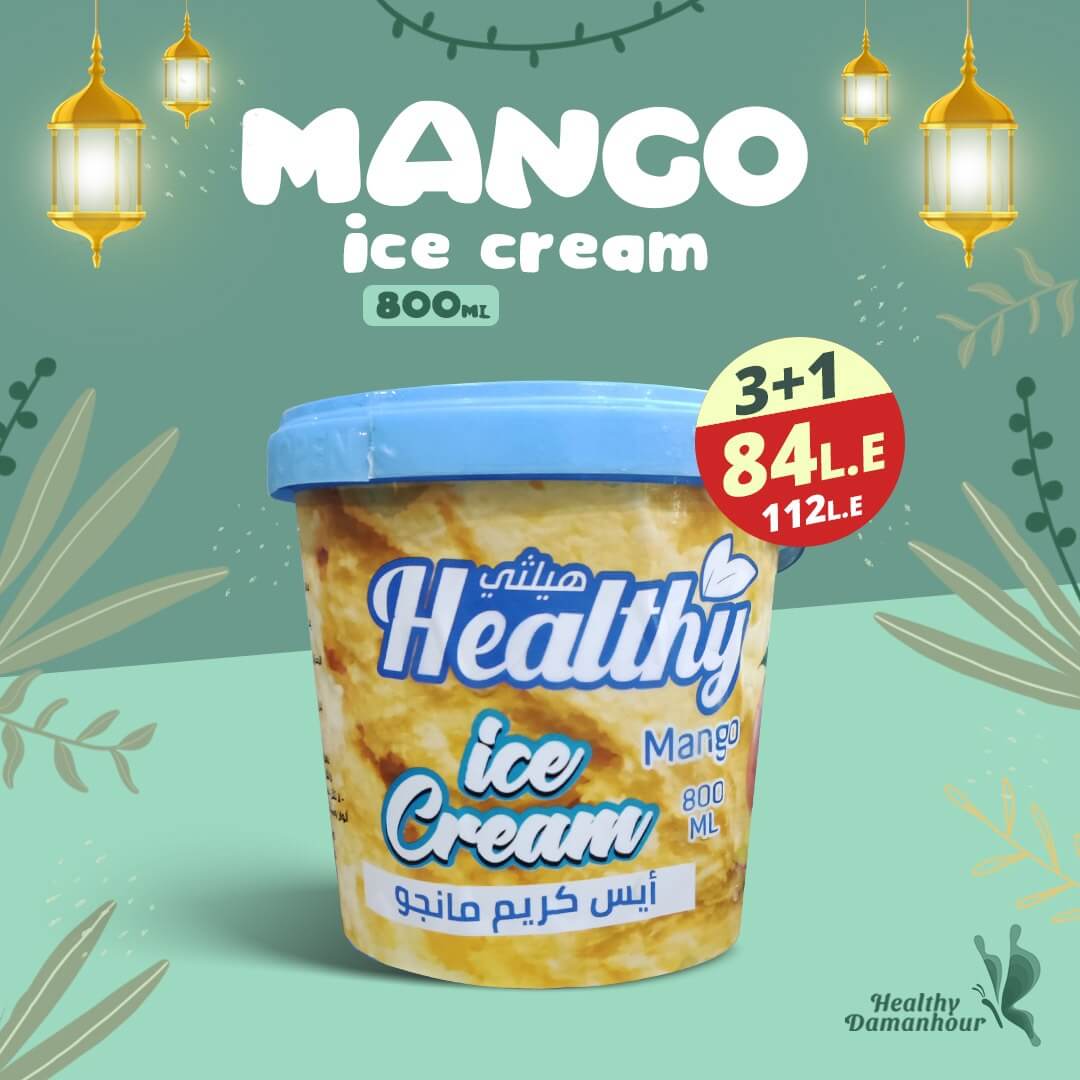 MANGO
ice cream
800ML
3+1
84L.E
112L.E
هيلثي
Healthy
Mango
ice
Cream
800
ML
أيس كريم مانجو
Healthy
Damanhour